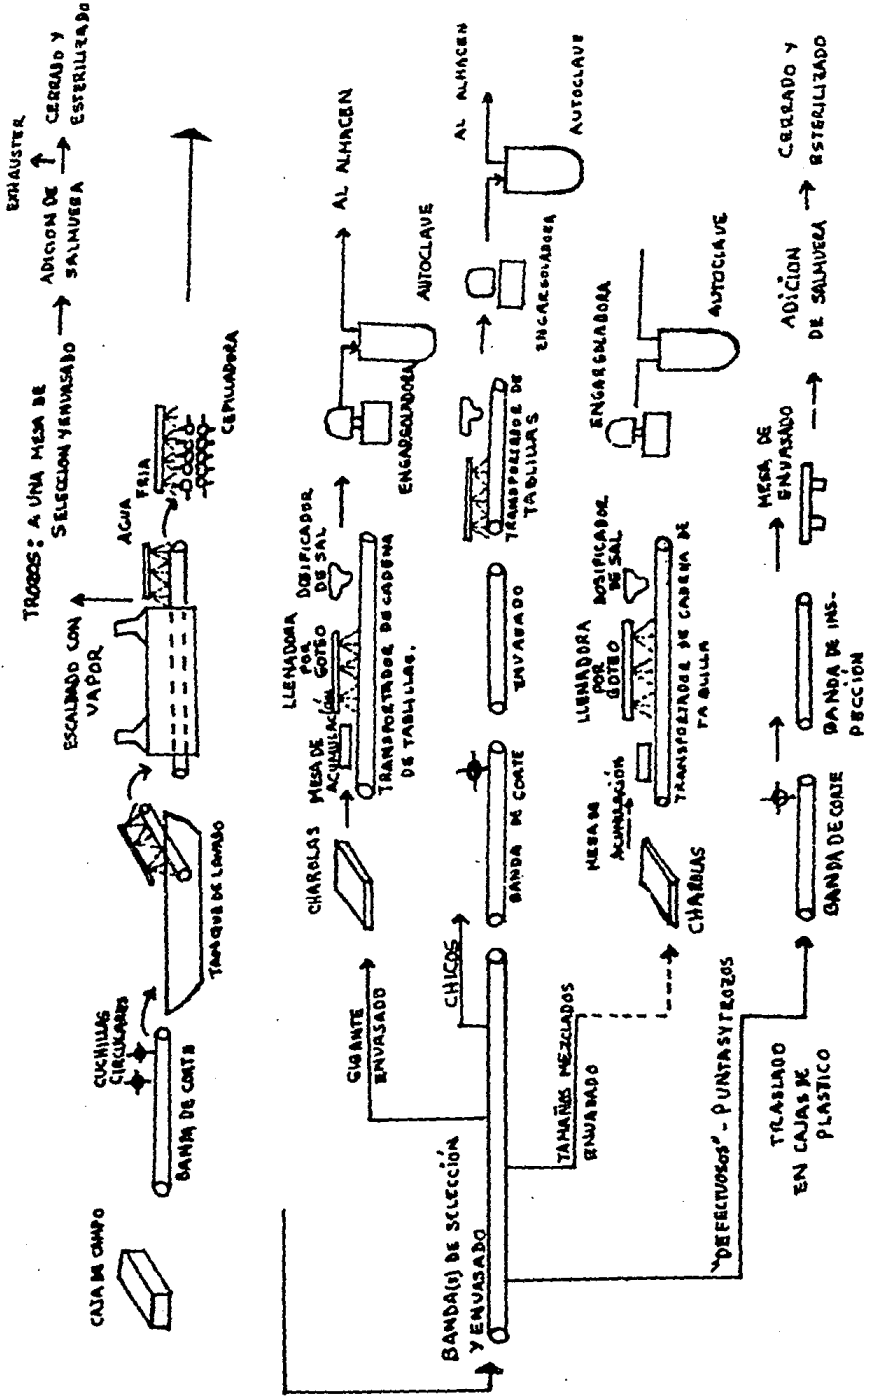 CAJA DE CAMPO
BANDA DE CORTE
CUCHILLAS
CIRCULARES
TANQUE DE LAVADO
ESCALDADO CON
VAPOR
TROZOS: A UNA MESA DE
SELECCION Y ENVASADO
AGUA
FRIA
CEPILLADORA
ADICION DE
SALMUERA
EXHAUSTER
CERRADO Y
ESTERILIZADO
GIGANTE
ENVASADO
CHAROLAS
MESA DE
ACUMULACIÓN
LLENADORA
POR
GOTEO
DOSIFICADOR
DE SAL
TRANSPORTADOR DE CADENA
DE TABLILLAS.
ENGARGOLADORA
AUTOCLAVE
AL ALMACEN
BANDA(S) DE SELECCIÓN
Y ENVASADO
CHICOS
BANDA DE CORTE
ENVASADO
TRANSPORTADOR DE
TABLILLAS
ENGARGOLADORA
AUTOCLAVE
AL ALMACEN
TAMAÑOS MEZCLADOS
ENVASADO
CHAROLAS
MESA DE
ACUMULACIÓN
LLENADORA
POR
GOTEO
DOSIFICADOR
DE SAL
TRANSPORTADOR DE CADENA DE
TABLILLA
ENGARGOLADORA
AUTOCLAVE
"DEFECTUOSOS" - PUNTAS Y TROZOS
TRASLADO
EN CAJAS DE
PLASTICO
BANDA DE CORTE
BANDA DE INS-
PECCIÓN
MESA DE
ENVASADO
ADICION
DE SALMUERA
CERRADO Y
ESTERILIZADO